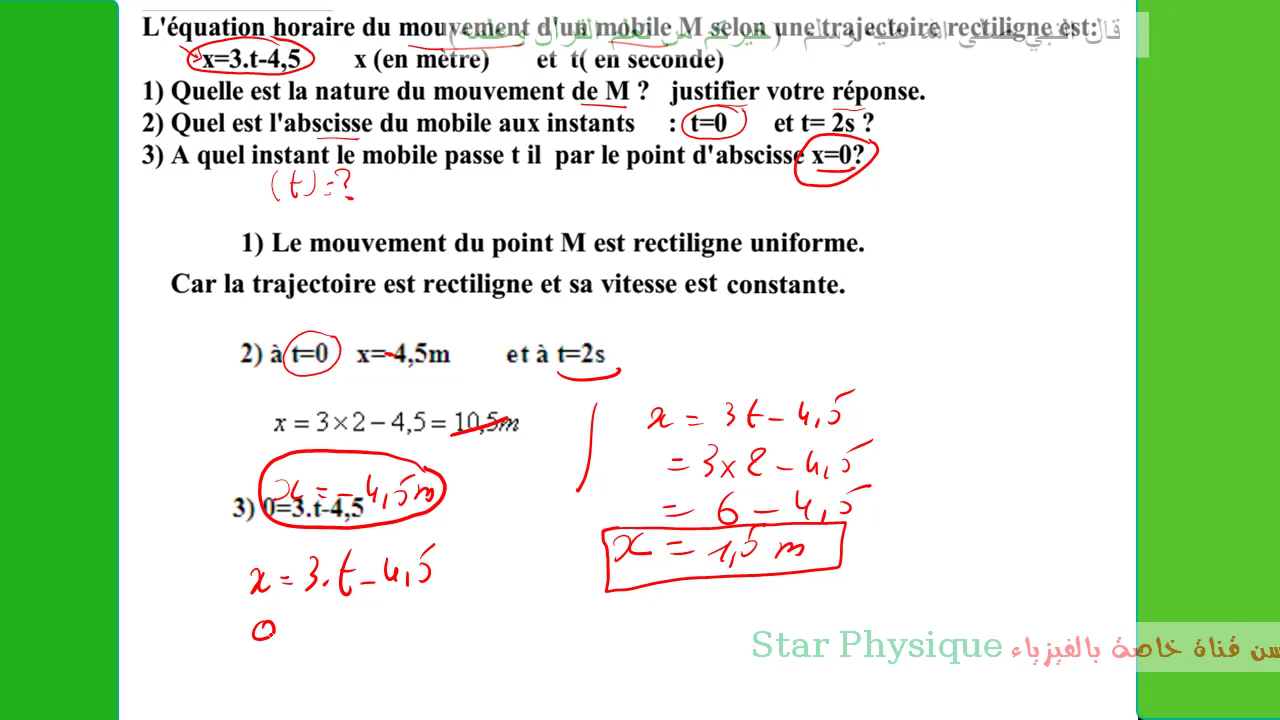 L'équation horaire du mouvement d'un mobile M selon une trajectoire rectiligne est:
x=3.t-4,5 x (en mètre) et t( en seconde)
1) Quelle est la nature du mouvement de M ? justifier votre réponse.
2) Quel est l'abscisse du mobile aux instants : t=0 et t= 2s ?
3) A quel instant le mobile passe t il par le point d'abscisse x=0?
(t)=?
1) Le mouvement du point M est rectiligne uniforme.
Car la trajectoire est rectiligne et sa vitesse est constante.
2) à t=0 x=-4,5m et à t=2s
x = 3×2 – 4,5 = 10,5m
x = 3t – 4,5
= 3x2 – 4,5
= 6 – 4,5
x = 1,5 m
x = – 4,5m
3) 0=3.t-4,5
x = 3.t – 4,5
0
Star Physique قناة خاصة بالفيزياء